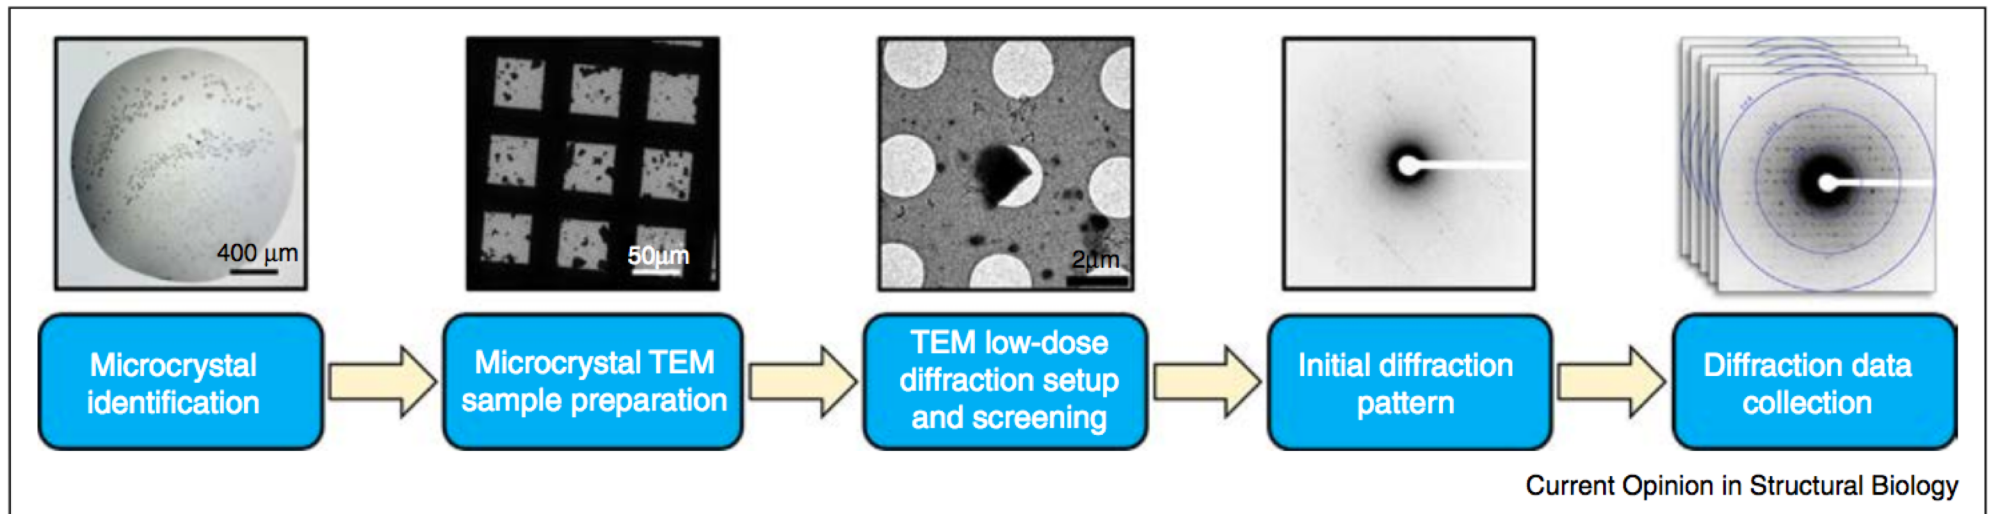 400 μm
50μm
2μm
Microcrystal
identification
Microcrystal TEM
sample preparation
TEM low-dose
diffraction setup
and screening
Initial diffraction
pattern
Diffraction data
collection
Current Opinion in Structural Biology